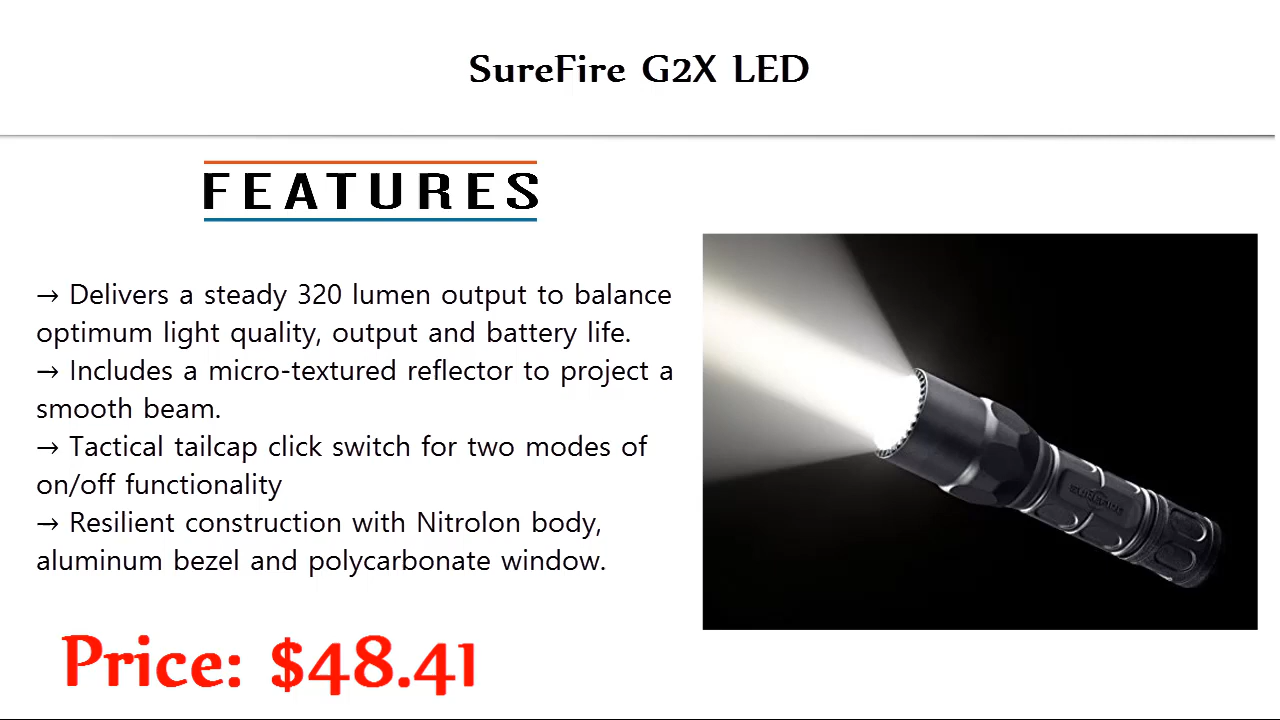 SureFire G2X LED
FEATURES
→ Delivers a steady 320 lumen output to balance
optimum light quality, output and battery life.
→ Includes a micro-textured reflector to project a
smooth beam.
→ Tactical tailcap click switch for two modes of
on/off functionality
→ Resilient construction with Nitrolon body,
aluminum bezel and polycarbonate window.
SUREFIRE
Price: $48.41